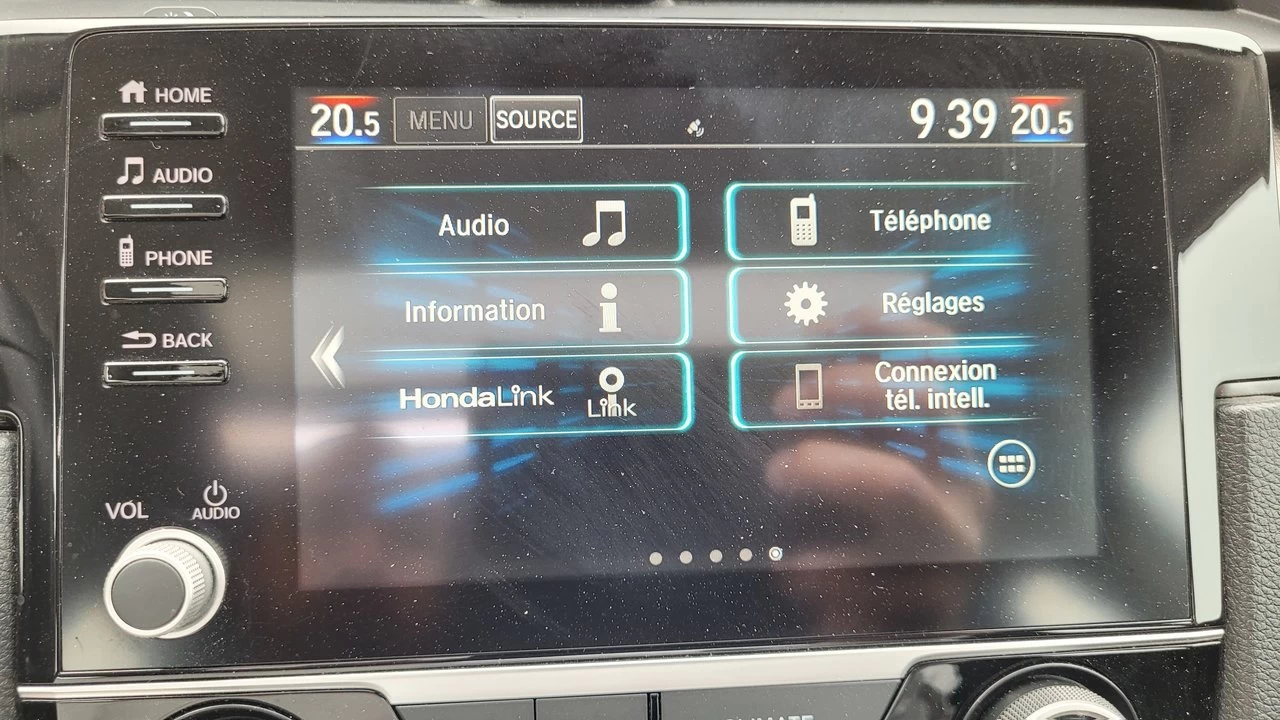 HOME
AUDIO
PHONE
BACK
VOL
AUDIO
20.5 MENU SOURCE 9 39 20.5
Audio
Téléphone
Information
Réglages
HondaLink
Link
Connexion
tél. intell.
CLIMATE